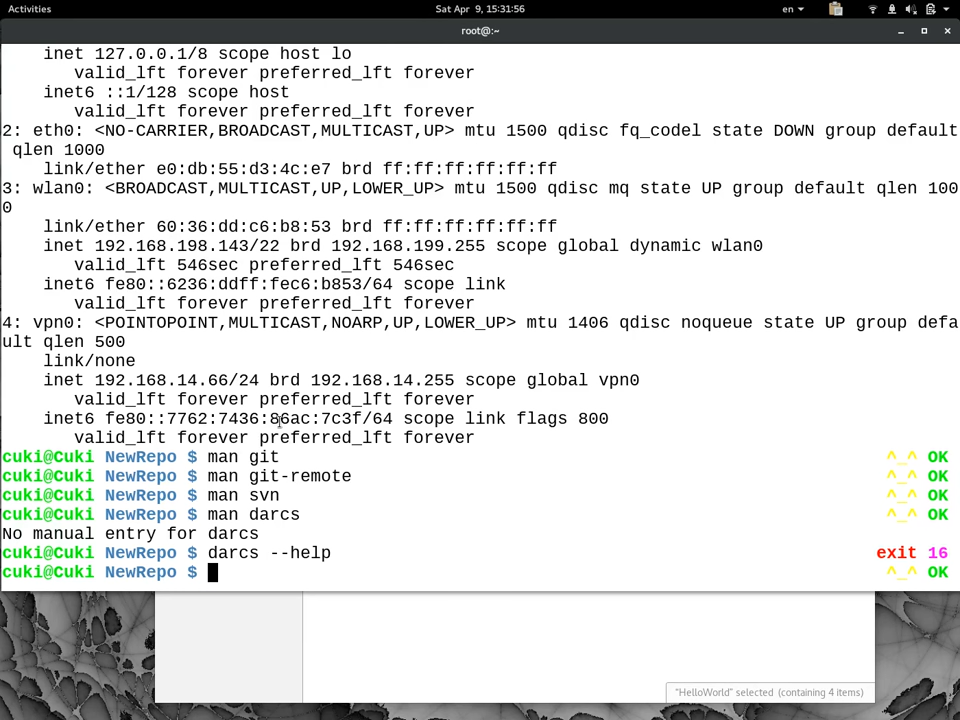 Activities
Sat Apr 9, 15:31:56
en
root@:~
inet 127.0.0.1/8 scope host lo
valid_lft forever preferred_lft forever
inet6 ::1/128 scope host
valid_lft forever preferred_lft forever
2: eth0: <NO-CARRIER,BROADCAST,MULTICAST,UP> mtu 1500 qdisc fq_codel state DOWN group default
qlen 1000
link/ether e0:db:55:d3:4c:e7 brd ff:ff:ff:ff:ff:ff
3: wlan0: <BROADCAST,MULTICAST,UP,LOWER_UP> mtu 1500 qdisc mq state UP group default qlen 100
0
link/ether 60:36:dd:c6:b8:53 brd ff:ff:ff:ff:ff:ff
inet 192.168.198.143/22 brd 192.168.199.255 scope global dynamic wlan0
valid_lft 546sec preferred_lft 546sec
inet6 fe80::6236:ddff:fec6:b853/64 scope link
valid_lft forever preferred_lft forever
4: vpn0: <POINTOPOINT,MULTICAST,NOARP,UP,LOWER_UP> mtu 1406 qdisc noqueue state UP group defa
ult qlen 500
link/none
inet 192.168.14.66/24 brd 192.168.14.255 scope global vpn0
valid_lft forever preferred_lft forever
inet6 fe80::7762:7436:86ac:7c3f/64 scope link flags 800
valid_lft forever preferred_lft forever
cuki@Cuki NewRepo $ man git ^_^ OK
cuki@Cuki NewRepo $ man git-remote ^_^ OK
cuki@Cuki NewRepo $ man svn ^_^ OK
cuki@Cuki NewRepo $ man darcs ^_^ OK
No manual entry for darcs
cuki@Cuki NewRepo $ darcs --help exit 16
cuki@Cuki NewRepo $ ^_^ OK
"HelloWorld" selected (containing 4 items)